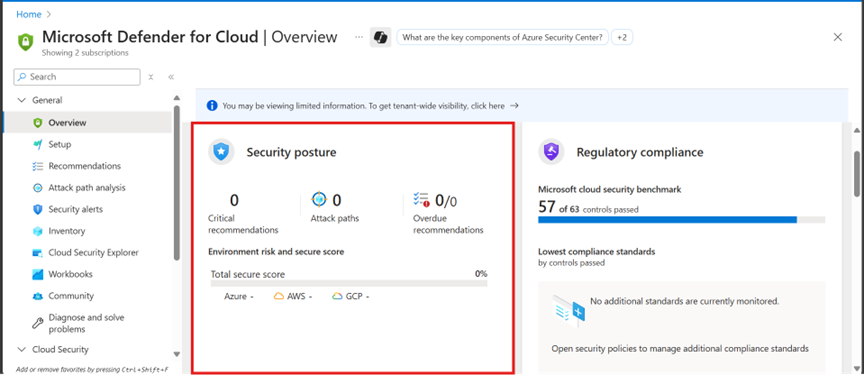 Home >
Microsoft Defender for Cloud | Overview
...
What are the key components of Azure Security Center?
+2
Showing 2 subscriptions
Search
General
Overview
Setup
Recommendations
Attack path analysis
Security alerts
Inventory
Cloud Security Explorer
Workbooks
Community
Diagnose and solve
problems
Cloud Security
Add or remove favorites by pressing Ctrl+Shift+F
You may be viewing limited information. To get tenant-wide visibility, click here →
Security posture
0
Critical
recommendations
0
Attack paths
0/0
Overdue
recommendations
Environment risk and secure score
Total secure score 0%
Azure - AWS - GCP -
Regulatory compliance
Microsoft cloud security benchmark
57 of 63 controls passed
Lowest compliance standards
by controls passed
No additional standards are currently monitored.
Open security policies to manage additional compliance standards